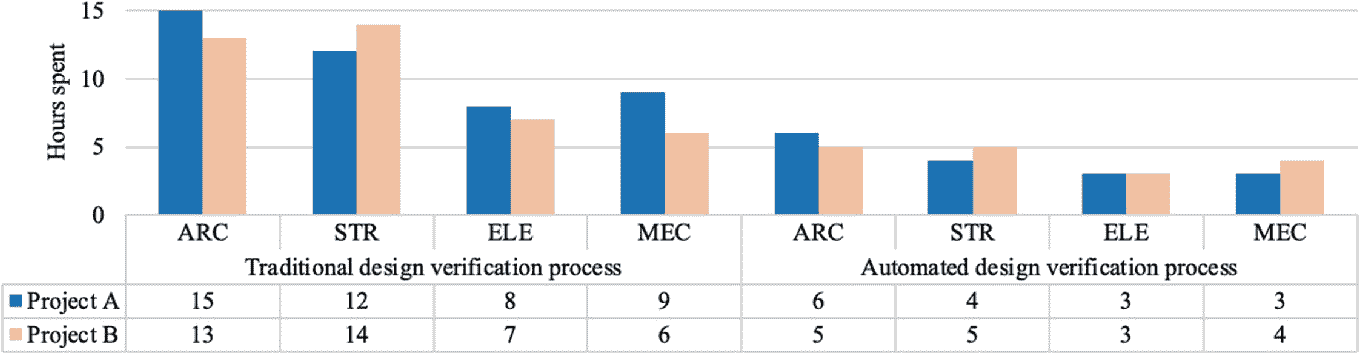 15
10
5
0
Hours spent
ARC STR ELE MEC ARC STR ELE MEC
Traditional design verification process Automated design verification process
Project A 15 12 8 9 6 4 3 3
Project B 13 14 7 6 5 5 3 4